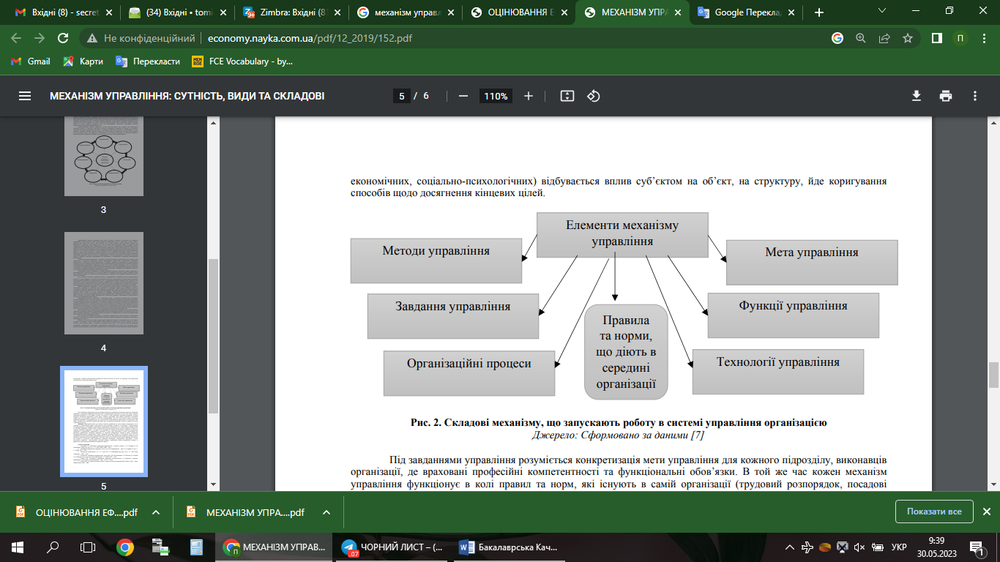 Вхідні (8) - secret
(34) Вхідні • tomi
Zimbra: Вхідні (8
механізм управл
ОЦІНЮВАННЯ Е
МЕХАНІЗМ УПРА
Google Переклад
Не конфіденційний
economy.nayka.com.ua/pdf/12_2019/152.pdf
П
Gmail
Карти
Перекласти
FCE Vocabulary - by...
МЕХАНІЗМ УПРАВЛІННЯ: СУТНІСТЬ, ВИДИ ТА СКЛАДОВІ
5 / 6
110%
3
4
5
економічних, соціально-психологічних) відбувається вплив суб’єктом на об’єкт, на структуру, йде коригування
способів щодо досягнення кінцевих цілей.
Елементи механізму
управління
Методи управління
Мета управління
Завдання управління
Функції управління
Правила
та норми,
що діють в
середині
організації
Організаційні процеси
Технології управління
Рис. 2. Складові механізму, що запускають роботу в системі управління організацією
Джерело: Сформовано за даними [7]
Під завданнями управління розуміється конкретизація мети управління для кожного підрозділу, виконавців
організації, де враховані професійні компетентності та функціональні обов’язки. В той же час кожен механізм
управління функціонує в колі правил та норм, які існують в самій організації (трудовий розпорядок, посадові
ОЦІНЮВАННЯ ЕФ....pdf
МЕХАНІЗМ УПРА....pdf
Показати все
МЕХАНІЗМ УПРАВ...
ЧОРНИЙ ЛИСТ – (...
.07
Бакалаврська Кач...
УКР
9:39
30.05.2023
1